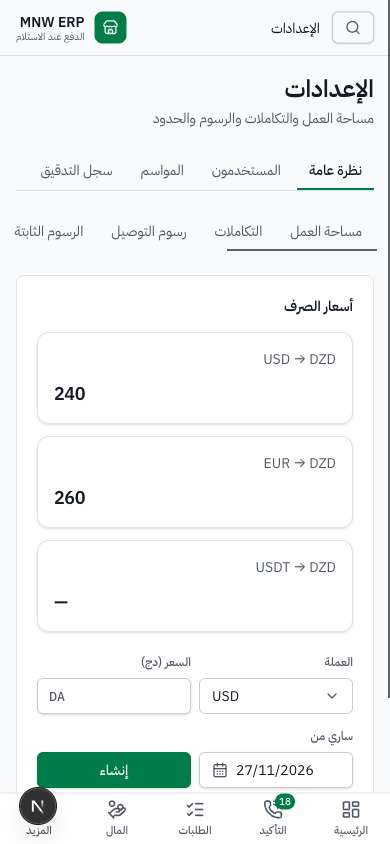 MNW ERP
الدفع عند الاستلام
الإعدادات
الإعدادات
مساحة العمل والتكاملات والرسوم والحدود
نظرة عامة
المستخدمون
المواسم
سجل التدقيق
مساحة العمل
التكاملات
رسوم التوصيل
الرسوم الثابتة
أسعار الصرف
USD → DZD
240
EUR → DZD
260
USDT → DZD
—
العملة
السعر (دج)
USD
DA
ساري من
27/11/2026
إنشاء
الرئيسية
18
التأكيد
الطلبات
المال
N
المزيد